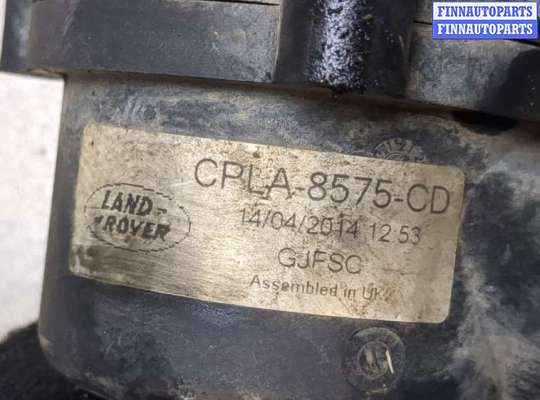 FINNAUTOPARTS
FINNAUTOPARTS
CPLA-8575-CD
14/04/2014 12:53
GJFSC
Assembled in UK
LAND-
ROVER